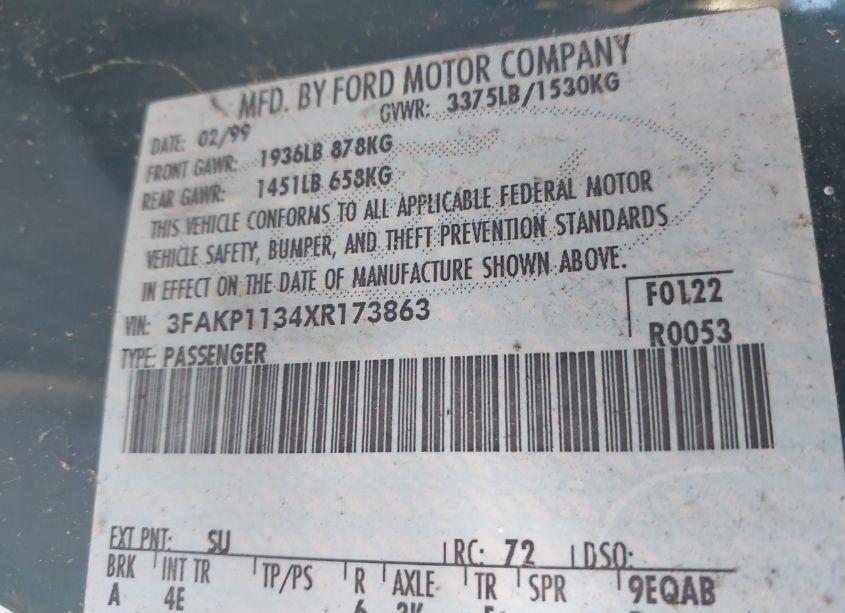 MFD. BY FORD MOTOR COMPANY
DATE: 02/99 GVWR: 3375LB/1530KG
FRONT GAWR: 1936LB 878KG
REAR GAWR: 1451LB 658KG
THIS VEHICLE CONFORMS TO ALL APPLICABLE FEDERAL MOTOR
VEHICLE SAFETY, BUMPER, AND THEFT PREVENTION STANDARDS
IN EFFECT ON THE DATE OF MANUFACTURE SHOWN ABOVE.
VIN: 3FAKP1134XR173863 F0122
TYPE: PASSENGER R0053
EXT PNT: SU RC: 72 DSO:
BRK INT TR TP/PS R AXLE TR SPR 9EQAB
A 4E